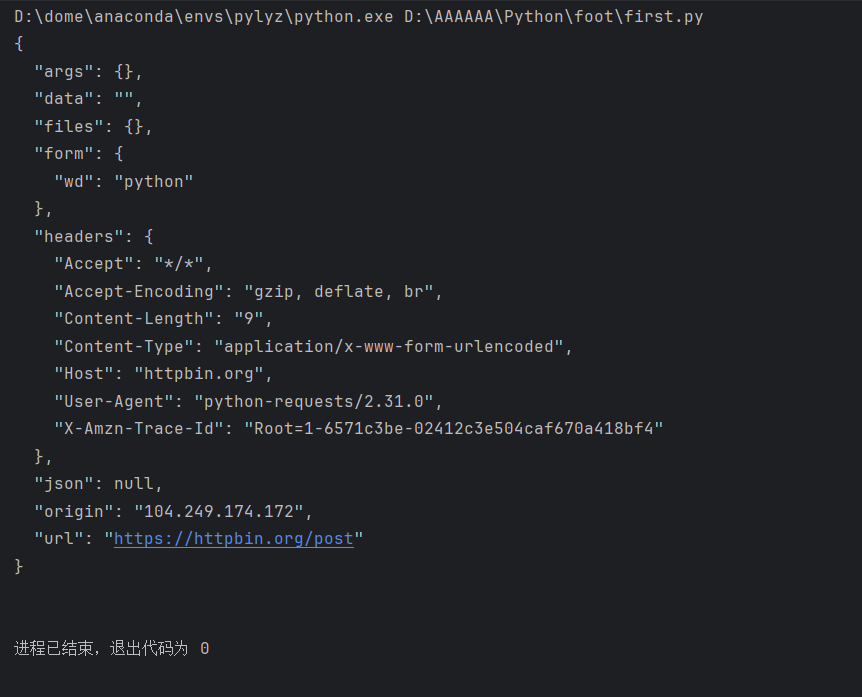 D:\dome\anaconda\envs\pylyz\python.exe D:\AAAAAA\Python\foot\first.py
{
  "args": {},
  "data": "",
  "files": {},
  "form": {
    "wd": "python"
  },
  "headers": {
    "Accept": "*/*",
    "Accept-Encoding": "gzip, deflate, br",
    "Content-Length": "9",
    "Content-Type": "application/x-www-form-urlencoded",
    "Host": "httpbin.org",
    "User-Agent": "python-requests/2.31.0",
    "X-Amzn-Trace-Id": "Root=1-6571c3be-02412c3e504caf670a418bf4"
  },
  "json": null,
  "origin": "104.249.174.172",
  "url": "https://httpbin.org/post"
}
进程已结束，退出代码为 0